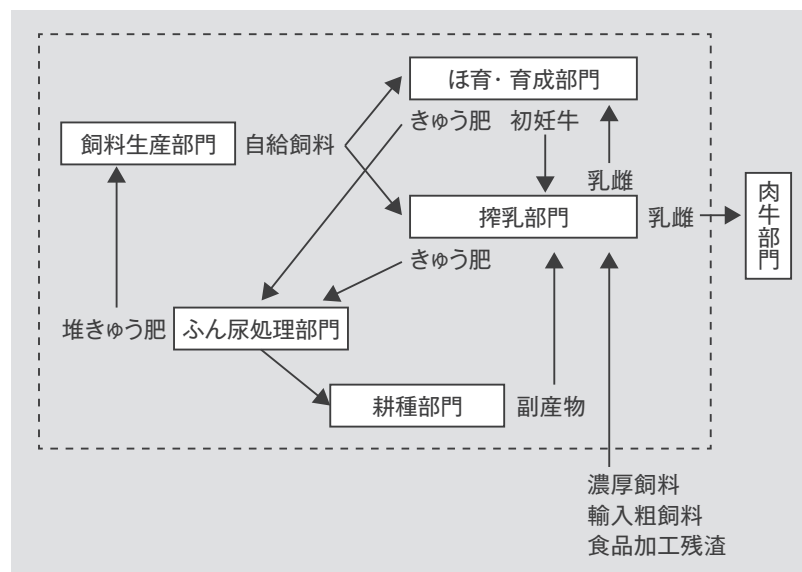 ほ育・育成部門
きゅう肥 初妊牛
飼料生産部門 自給飼料
乳雌
搾乳部門 乳雌
肉牛部門
きゅう肥
堆きゅう肥 ふん尿処理部門
耕種部門 副産物
濃厚飼料
輸入粗飼料
食品加工残渣